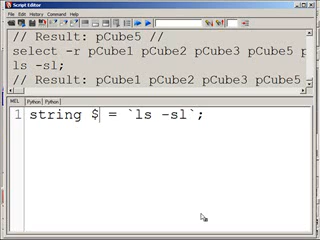 Script Editor
File Edit History Command Help
// Result: pCube5 //
select -r pCube1 pCube2 pCube3 pCube5 p
ls -sl;
// Result: pCube1 pCube2 pCube3 pCube5
MEL Python Python
1 string $ = `ls -sl`;